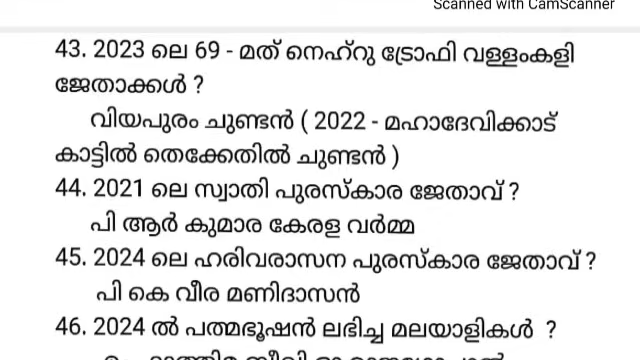 Scanned with CamScanner
43. 2023 ലെ 69 - മത് നെഹ്റു ട്രോഫി വള്ളംകളി
ജേതാക്കൾ ?
വിയപുരം ചുണ്ടൻ ( 2022 - മഹാദേവിക്കാട്
കാട്ടിൽ തെക്കേതിൽ ചുണ്ടൻ )
44. 2021 ലെ സ്വാതി പുരസ്കാര ജേതാവ് ?
പി ആർ കുമാര കേരള വർമ്മ
45. 2024 ലെ ഹരിവരാസന പുരസ്കാര ജേതാവ് ?
പി കെ വീര മണിദാസൻ
46. 2024 ൽ പത്മഭൂഷൻ ലഭിച്ച മലയാളികൾ ?